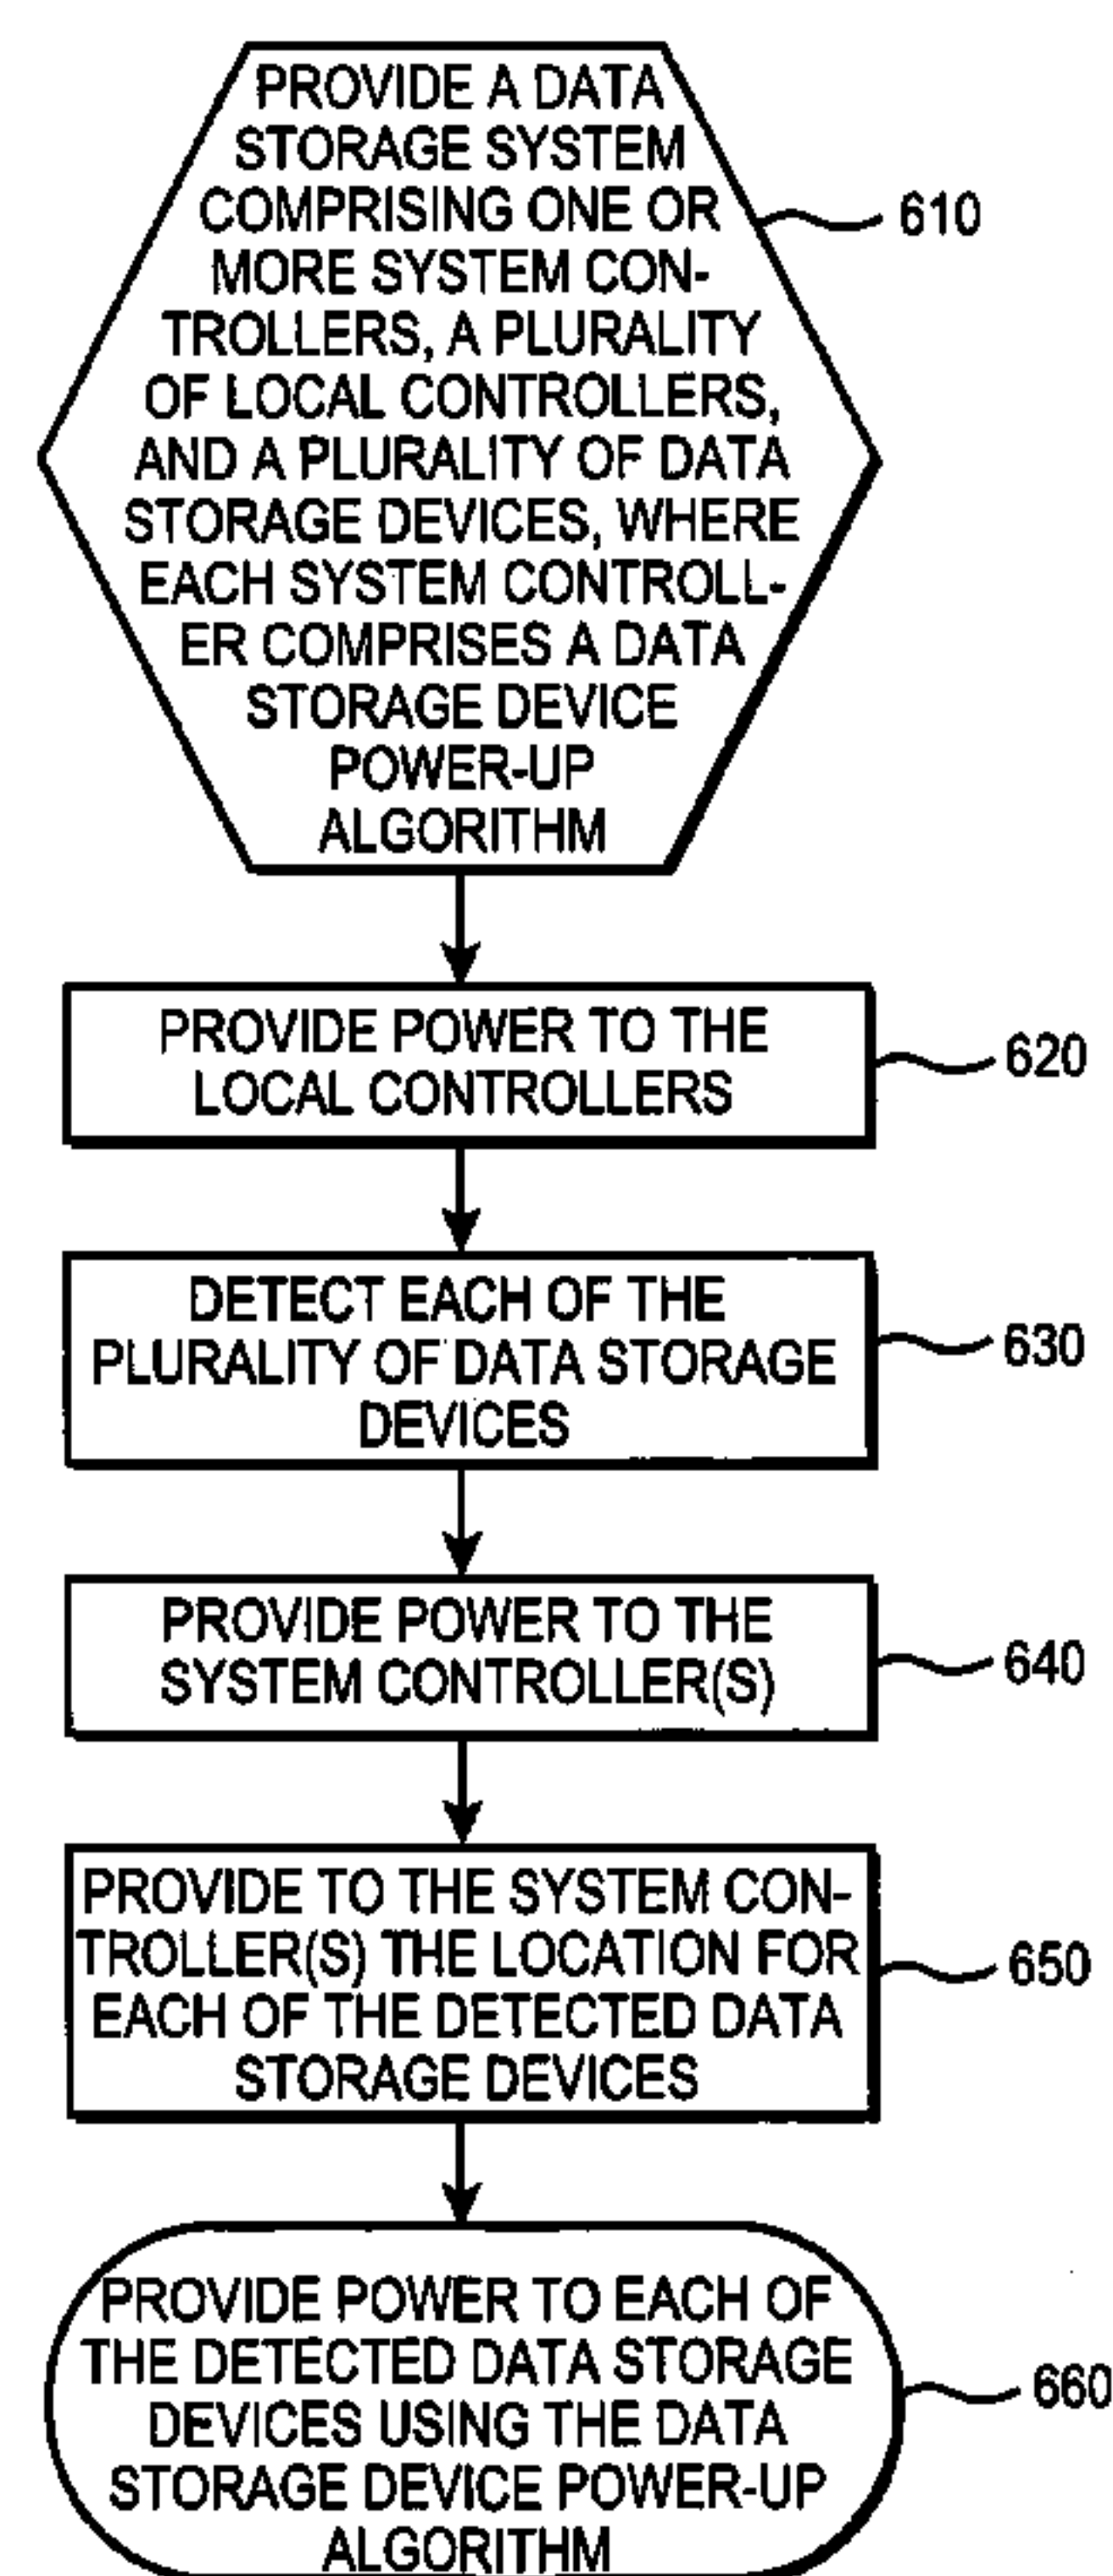 PROVIDE A DATA
STORAGE SYSTEM
COMPRISING ONE OR
MORE SYSTEM CON-
TROLLERS, A PLURALITY
OF LOCAL CONTROLLERS,
AND A PLURALITY OF DATA
STORAGE DEVICES, WHERE
EACH SYSTEM CONTROLL-
ER COMPRISES A DATA
STORAGE DEVICE
POWER-UP
ALGORITHM
610
PROVIDE POWER TO THE
LOCAL CONTROLLERS
620
DETECT EACH OF THE
PLURALITY OF DATA STORAGE
DEVICES
630
PROVIDE POWER TO THE
SYSTEM CONTROLLER(S)
640
PROVIDE TO THE SYSTEM CON-
TROLLER(S) THE LOCATION FOR
EACH OF THE DETECTED DATA
STORAGE DEVICES
650
PROVIDE POWER TO EACH OF
THE DETECTED DATA STORAGE
DEVICES USING THE DATA
STORAGE DEVICE POWER-UP
ALGORITHM
660